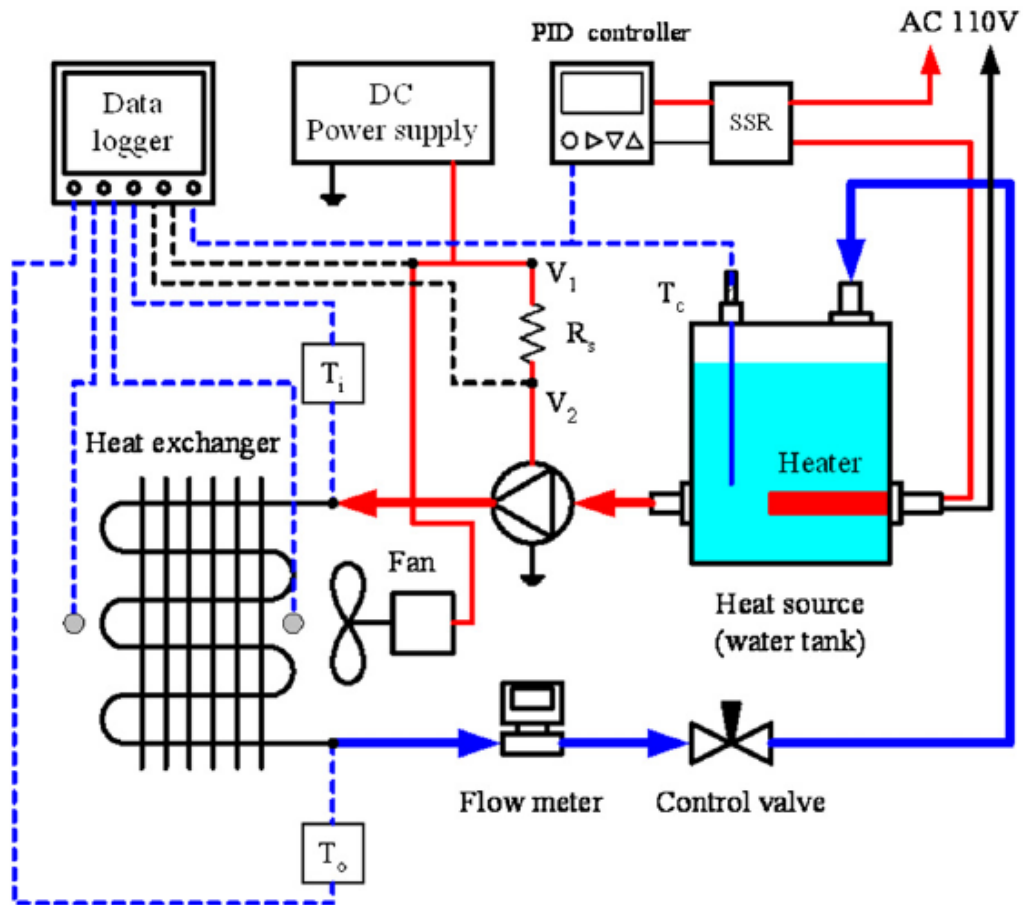 AC 110V
PID controller
Data
logger
DC
Power supply
SSR
V1
Tc
Rs
Ti
V2
Heat exchanger
Heater
Fan
Heat source
(water tank)
Flow meter
Control valve
To